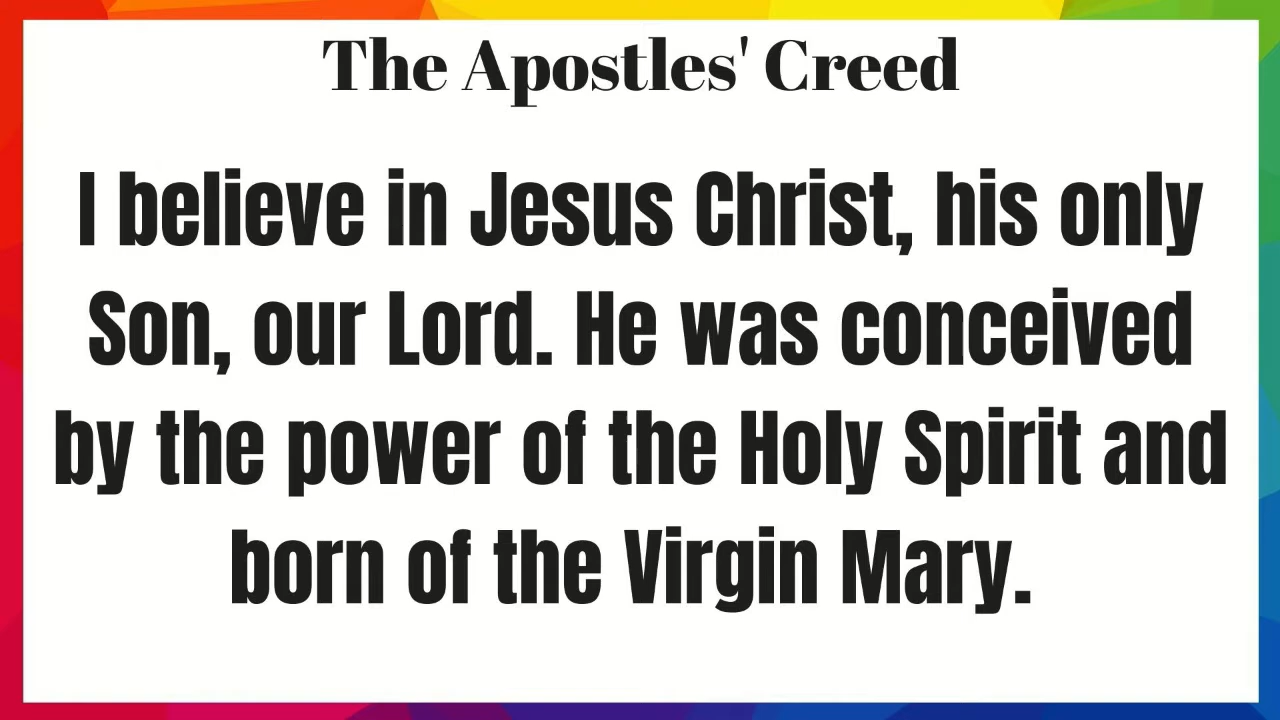 The Apostles' Creed
I believe in Jesus Christ, his only
Son, our Lord. He was conceived
by the power of the Holy Spirit and
born of the Virgin Mary.